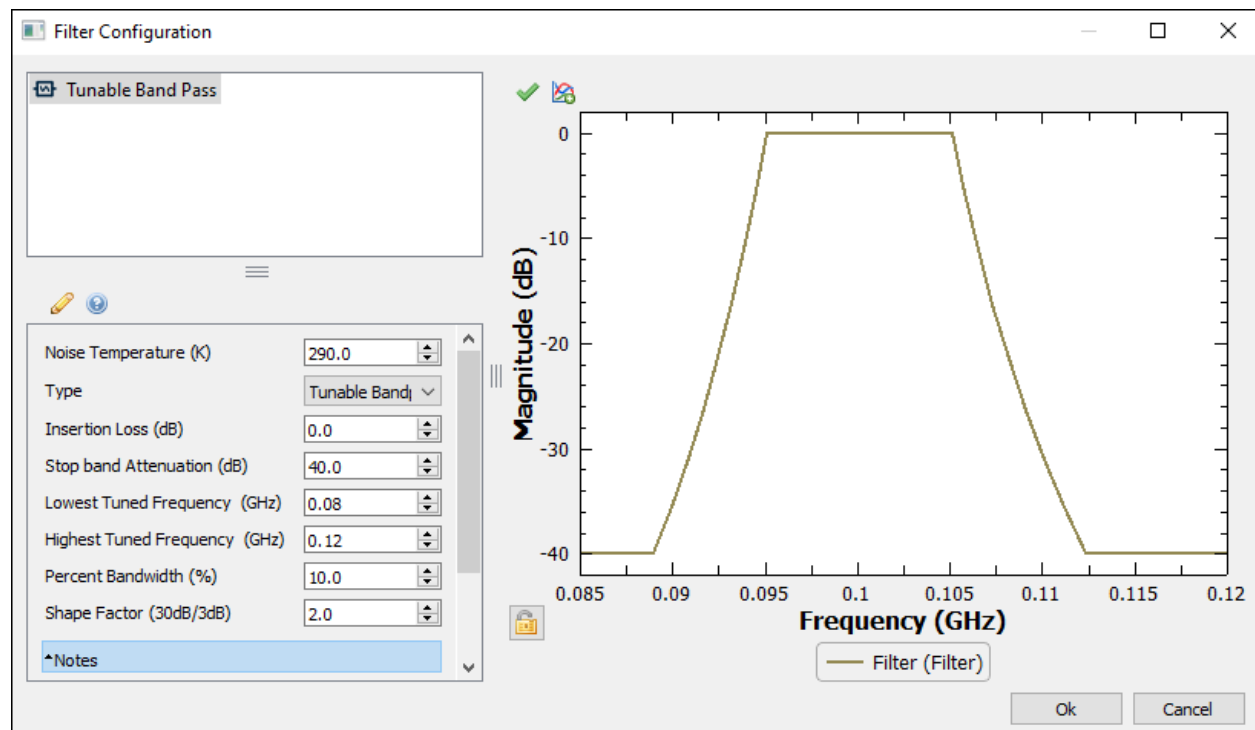 Filter Configuration
Tunable Band Pass
Noise Temperature (K) 290.0
Type Tunable Band
Insertion Loss (dB) 0.0
Stop band Attenuation (dB) 40.0
Lowest Tuned Frequency (GHz) 0.08
Highest Tuned Frequency (GHz) 0.12
Percent Bandwidth (%) 10.0
Shape Factor (30dB/3dB) 2.0
Notes
Magnitude (dB)
0
-10
-20
-30
-40
0.085 0.09 0.095 0.1 0.105 0.11 0.115 0.12
Frequency (GHz)
Filter (Filter)
Ok Cancel